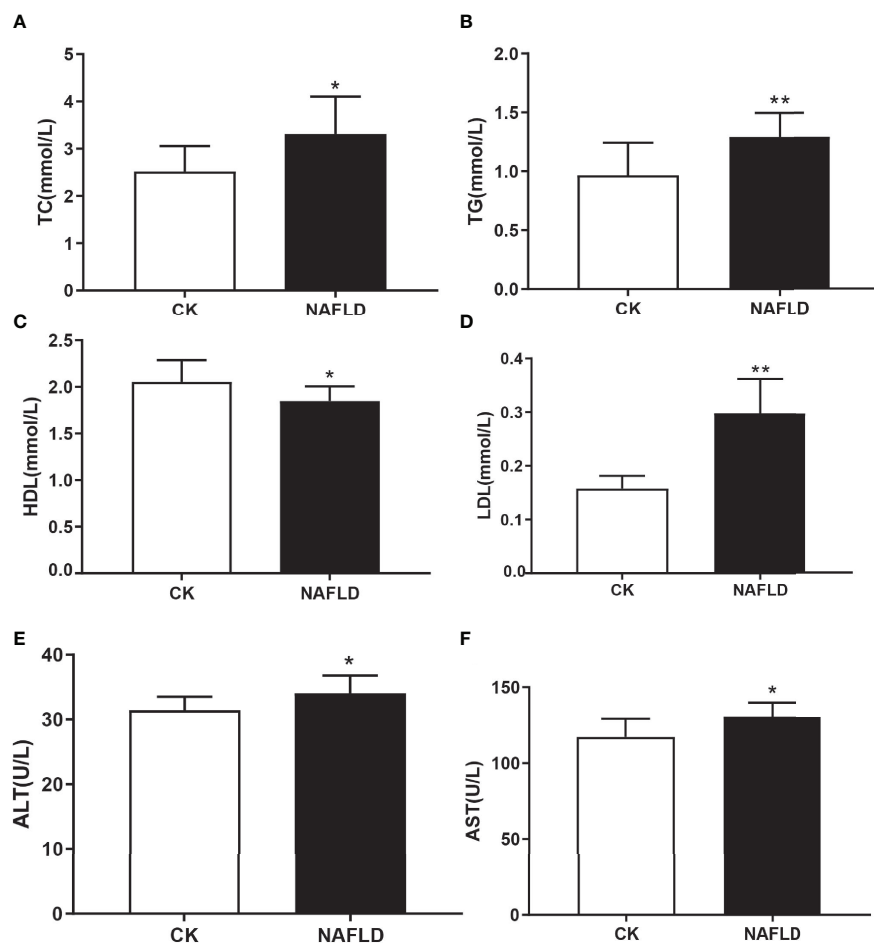 A
TC(mmol/L)
5
4
3
2
1
0
*
CK NAFLD
B
TG(mmol/L)
2.0
1.5
1.0
0.5
0.0
**
CK NAFLD
C
HDL(mmol/L)
2.5
2.0
1.5
1.0
0.5
0.0
*
CK NAFLD
D
LDL(mmol/L)
0.4
0.3
0.2
0.1
0.0
**
CK NAFLD
E
ALT(U/L)
40
30
20
10
0
*
CK NAFLD
F
AST(U/L)
150
100
50
0
*
CK NAFLD